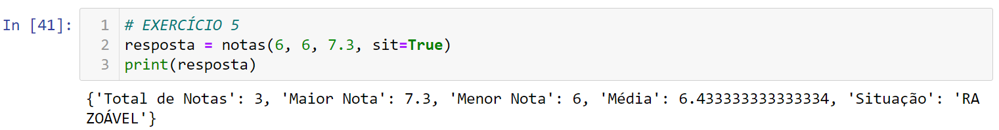 In [41]:
1 # EXERCÍCIO 5
2 resposta = notas(6, 6, 7.3, sit=True)
3 print(resposta)
{'Total de Notas': 3, 'Maior Nota': 7.3, 'Menor Nota': 6, 'Média': 6.433333333333334, 'Situação': 'RA
ZOÁVEL'}